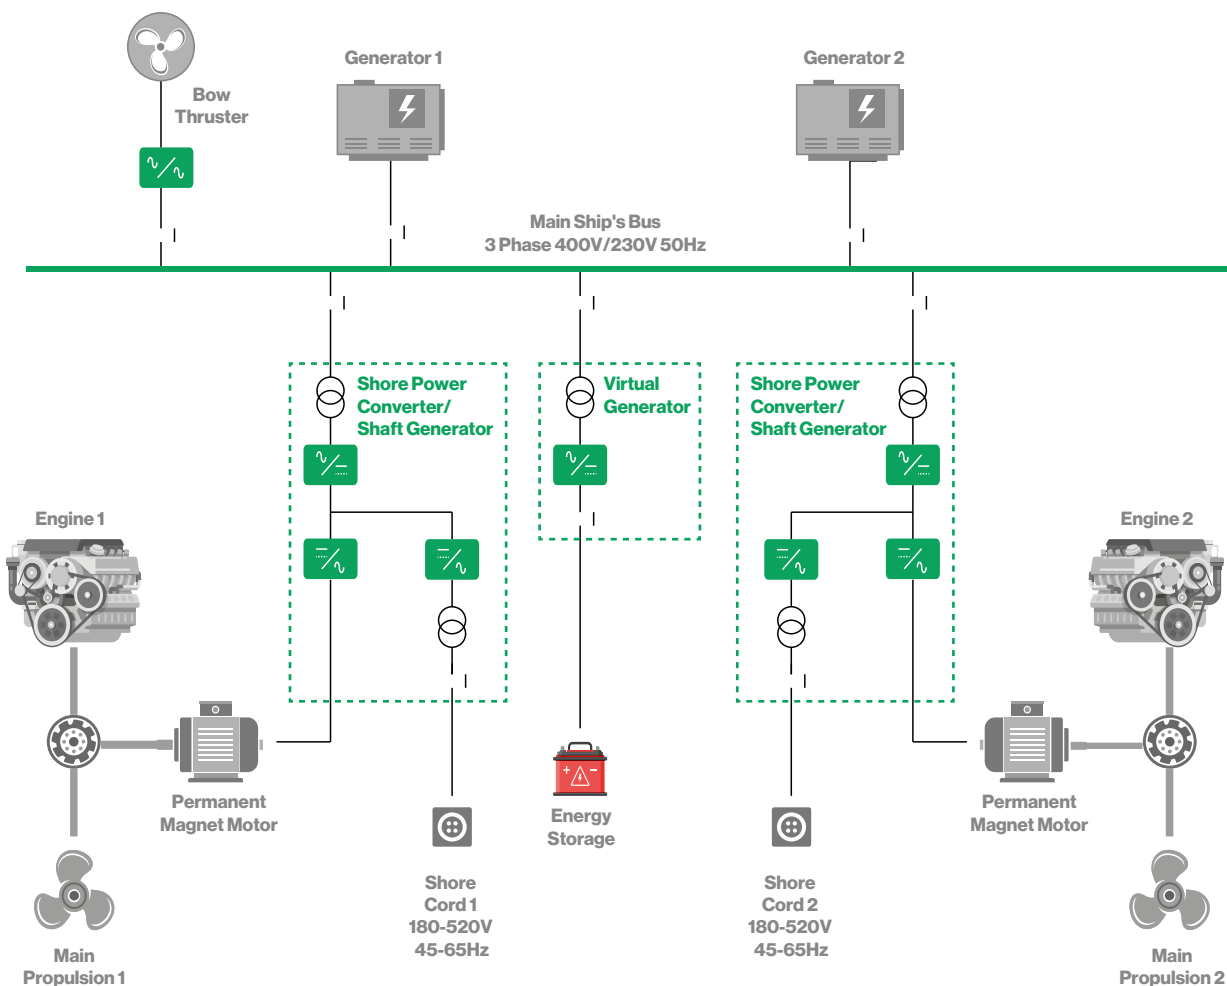 Generator 1
Generator 2
Bow
Thruster
Main Ship's Bus
3 Phase 400V/230V 50Hz
Shore Power
Converter/
Shaft Generator
Virtual
Generator
Shore Power
Converter/
Shaft Generator
Engine 1
Engine 2
Permanent
Magnet Motor
Energy
Storage
Permanent
Magnet Motor
Shore
Cord 1
180-520V
45-65Hz
Shore
Cord 2
180-520V
45-65Hz
Main
Propulsion 1
Main
Propulsion 2